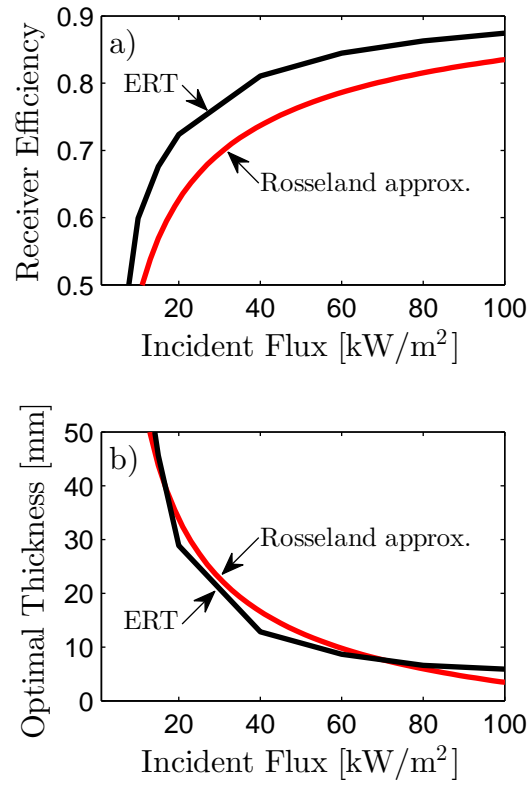 a)
Receiver Efficiency
0.9
0.8
0.7
0.6
0.5
ERT
Rosseland approx.
20 40 60 80 100
Incident Flux [kW/m²]
b)
Optimal Thickness [mm]
50
40
30
20
10
0
Rosseland approx.
ERT
20 40 60 80 100
Incident Flux [kW/m²]